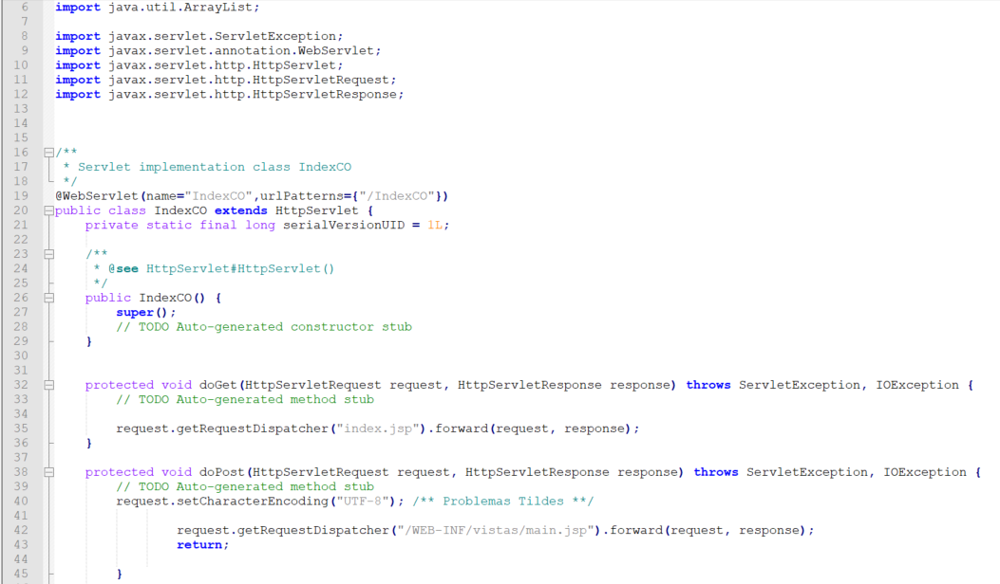 6 import java.util.ArrayList;
7
8 import javax.servlet.ServletException;
9 import javax.servlet.annotation.WebServlet;
10 import javax.servlet.http.HttpServlet;
11 import javax.servlet.http.HttpServletRequest;
12 import javax.servlet.http.HttpServletResponse;
13
14
15
16 /**
17  * Servlet implementation class IndexCO
18  */
19 @WebServlet(name="IndexCO",urlPatterns={"/IndexCO"})
20 public class IndexCO extends HttpServlet {
21     private static final long serialVersionUID = 1L;
22
23     /**
24      * @see HttpServlet#HttpServlet()
25      */
26     public IndexCO() {
27         super();
28         // TODO Auto-generated constructor stub
29     }
30
31
32     protected void doGet(HttpServletRequest request, HttpServletResponse response) throws ServletException, IOException {
33         // TODO Auto-generated method stub
34
35         request.getRequestDispatcher("index.jsp").forward(request, response);
36     }
37
38     protected void doPost(HttpServletRequest request, HttpServletResponse response) throws ServletException, IOException {
39         // TODO Auto-generated method stub
40         request.setCharacterEncoding("UTF-8"); /** Problemas Tildes **/
41
42                 request.getRequestDispatcher("/WEB-INF/vistas/main.jsp").forward(request, response);
43                 return;
44
45         }